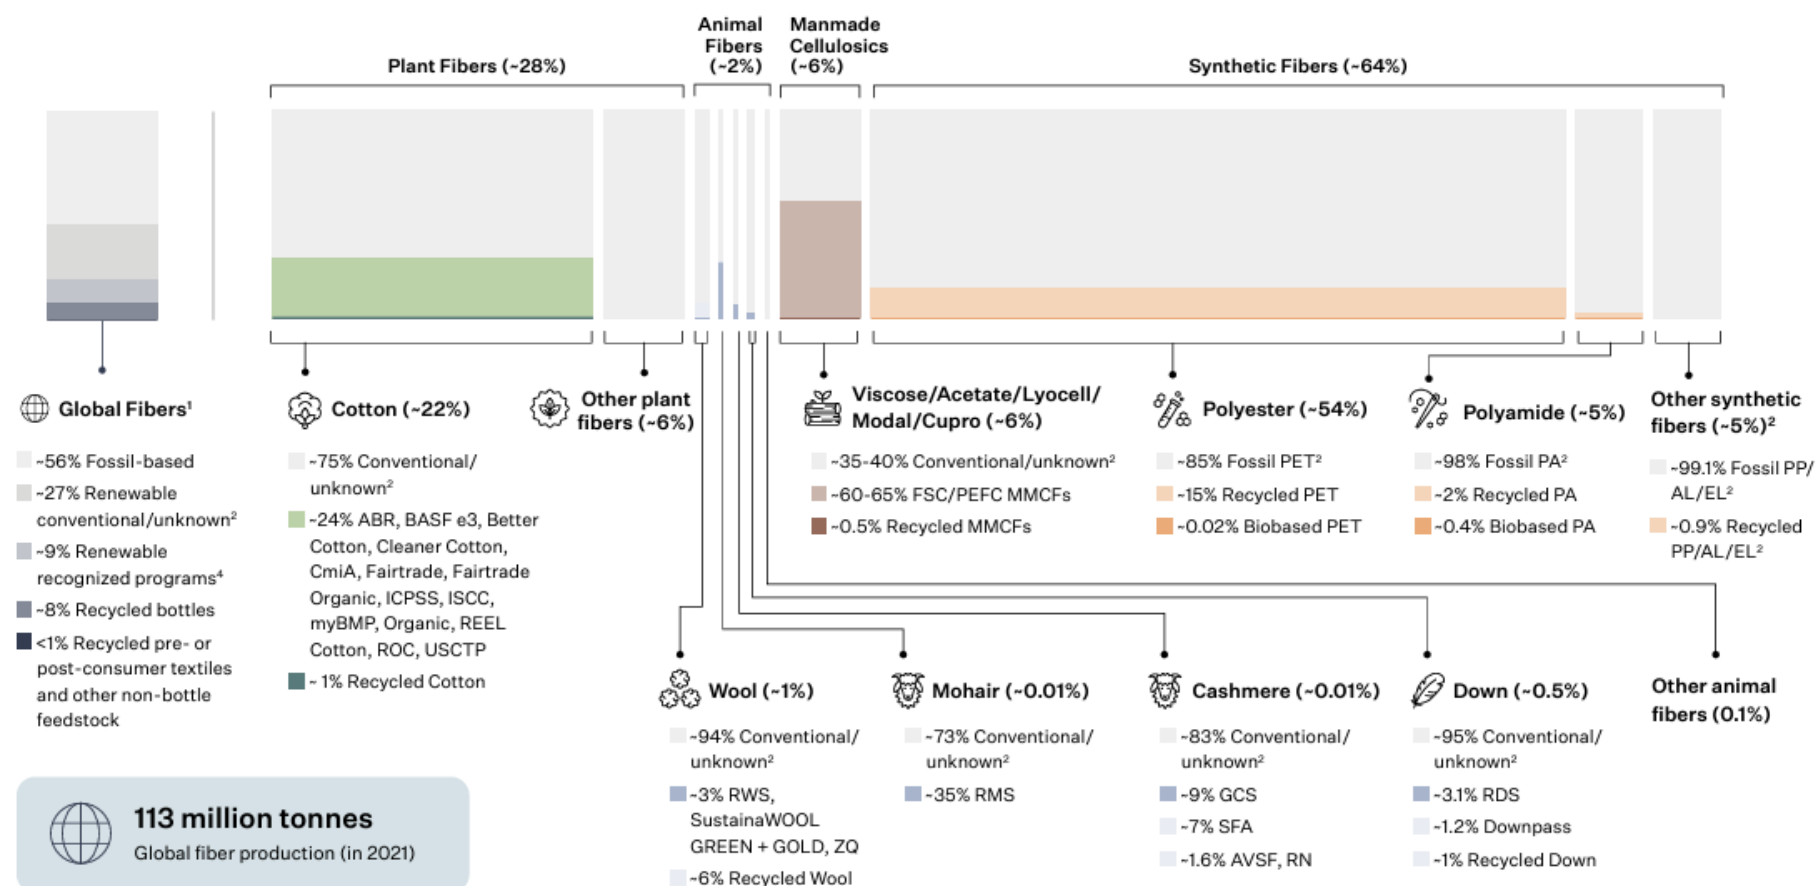 Plant Fibers (~28%)
Animal
Fibers
(~2%)
Manmade
Cellulosics
(~6%)
Synthetic Fibers (~64%)
Global Fibers¹
~56% Fossil-based
~27% Renewable
conventional/unknown²
~9% Renewable
recognized programs⁴
~8% Recycled bottles
<1% Recycled pre- or
post-consumer textiles
and other non-bottle
feedstock
Cotton (~22%)
~75% Conventional/
unknown²
~24% ABR, BASF e3, Better
Cotton, Cleaner Cotton,
CmiA, Fairtrade, Fairtrade
Organic, ICPSS, ISCC,
myBMP, Organic, REEL
Cotton, ROC, USCTP
~ 1% Recycled Cotton
Other plant
fibers (~6%)
Viscose/Acetate/Lyocell/
Modal/Cupro (~6%)
~35-40% Conventional/unknown²
~60-65% FSC/PEFC MMCFs
~0.5% Recycled MMCFs
Polyester (~54%)
~85% Fossil PET²
~15% Recycled PET
~0.02% Biobased PET
Polyamide (~5%)
~98% Fossil PA²
~2% Recycled PA
~0.4% Biobased PA
Other synthetic
fibers (~5%)²
~99.1% Fossil PP/
AL/EL²
~0.9% Recycled
PP/AL/EL²
Wool (~1%)
~94% Conventional/
unknown²
~3% RWS,
SustainaWOOL
GREEN + GOLD, ZQ
~6% Recycled Wool
Mohair (~0.01%)
~73% Conventional/
unknown²
~35% RMS
Cashmere (~0.01%)
~83% Conventional/
unknown²
~9% GCS
~7% SFA
~1.6% AVSF, RN
Down (~0.5%)
~95% Conventional/
unknown²
~3.1% RDS
~1.2% Downpass
~1% Recycled Down
Other animal
fibers (0.1%)
113 million tonnes
Global fiber production (in 2021)